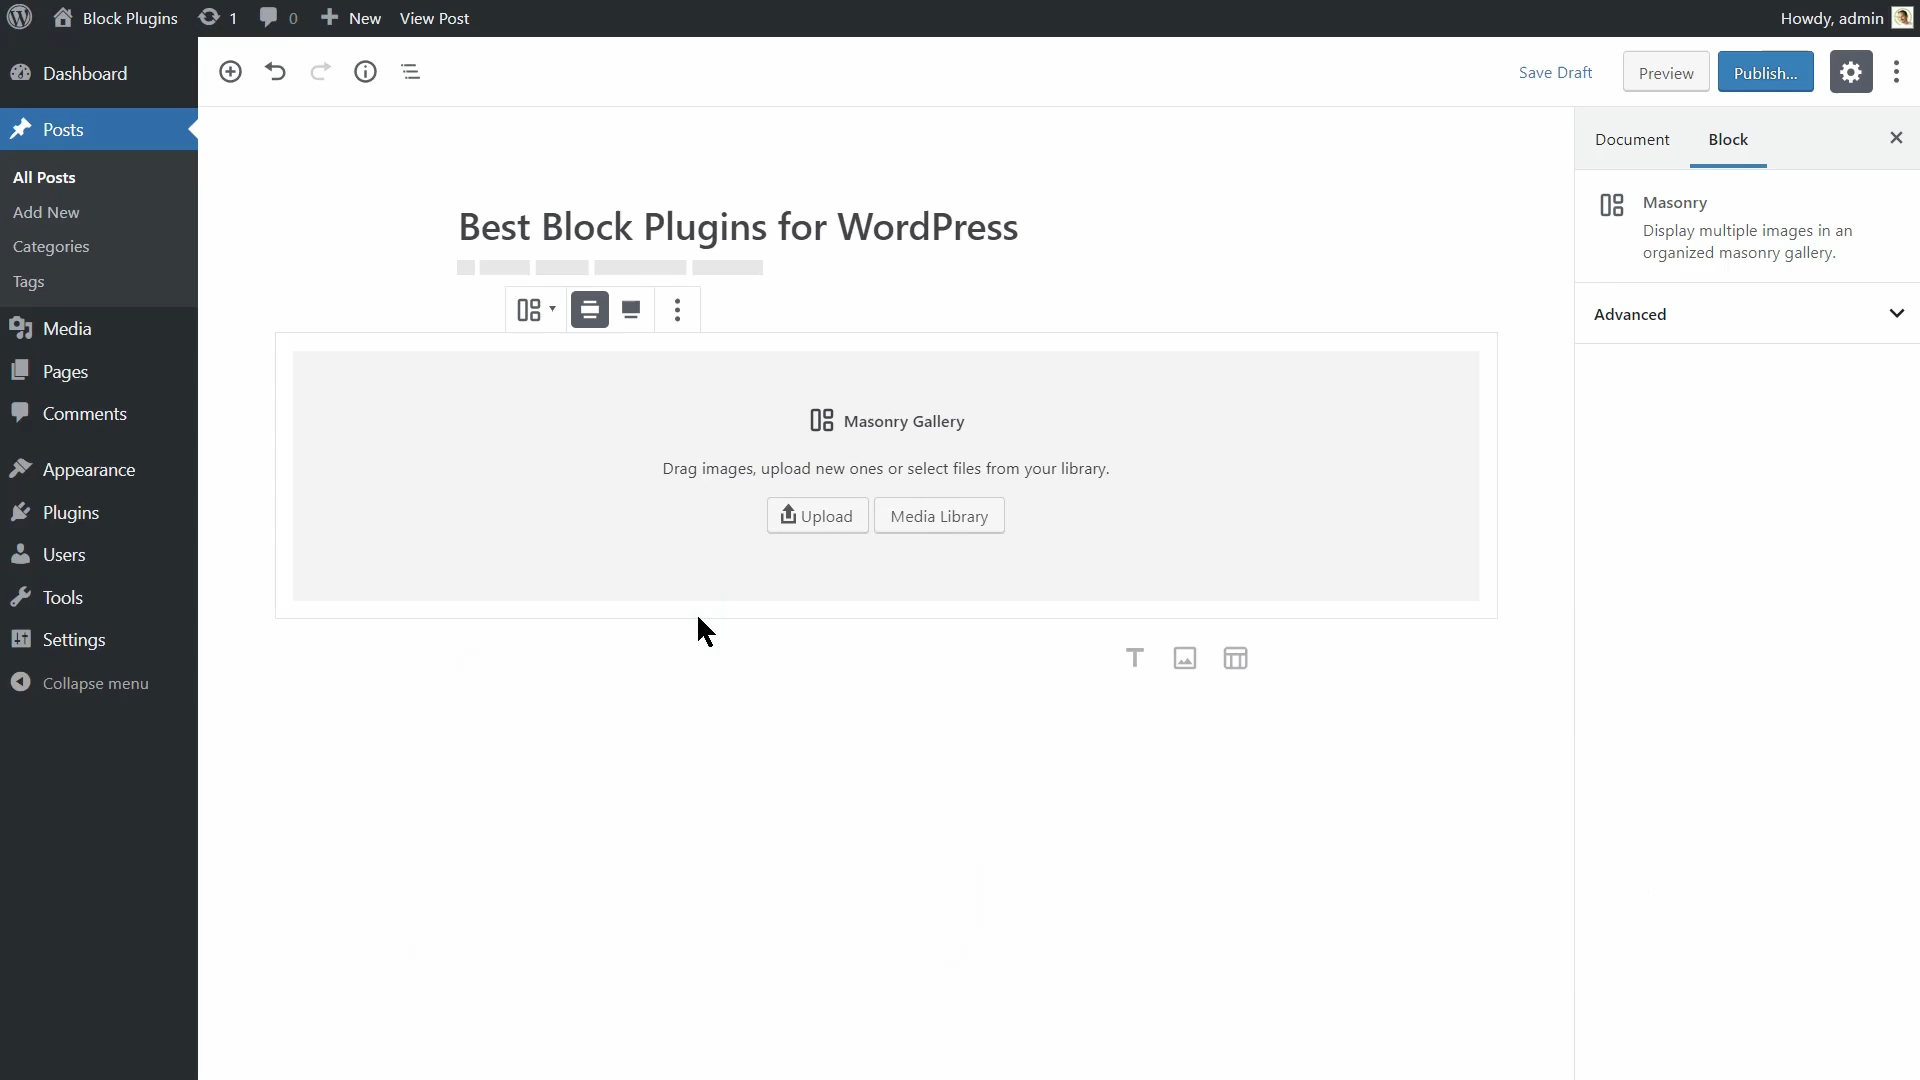 Block Plugins
1
0
New
View Post
Howdy, admin
Dashboard
Posts
All Posts
Add New
Categories
Tags
Media
Pages
Comments
Appearance
Plugins
Users
Tools
Settings
Collapse menu
Save Draft
Preview
Publish...
Best Block Plugins for WordPress
Masonry Gallery
Drag images, upload new ones or select files from your library.
Upload
Media Library
Document
Block
Masonry
Display multiple images in an
organized masonry gallery.
Advanced